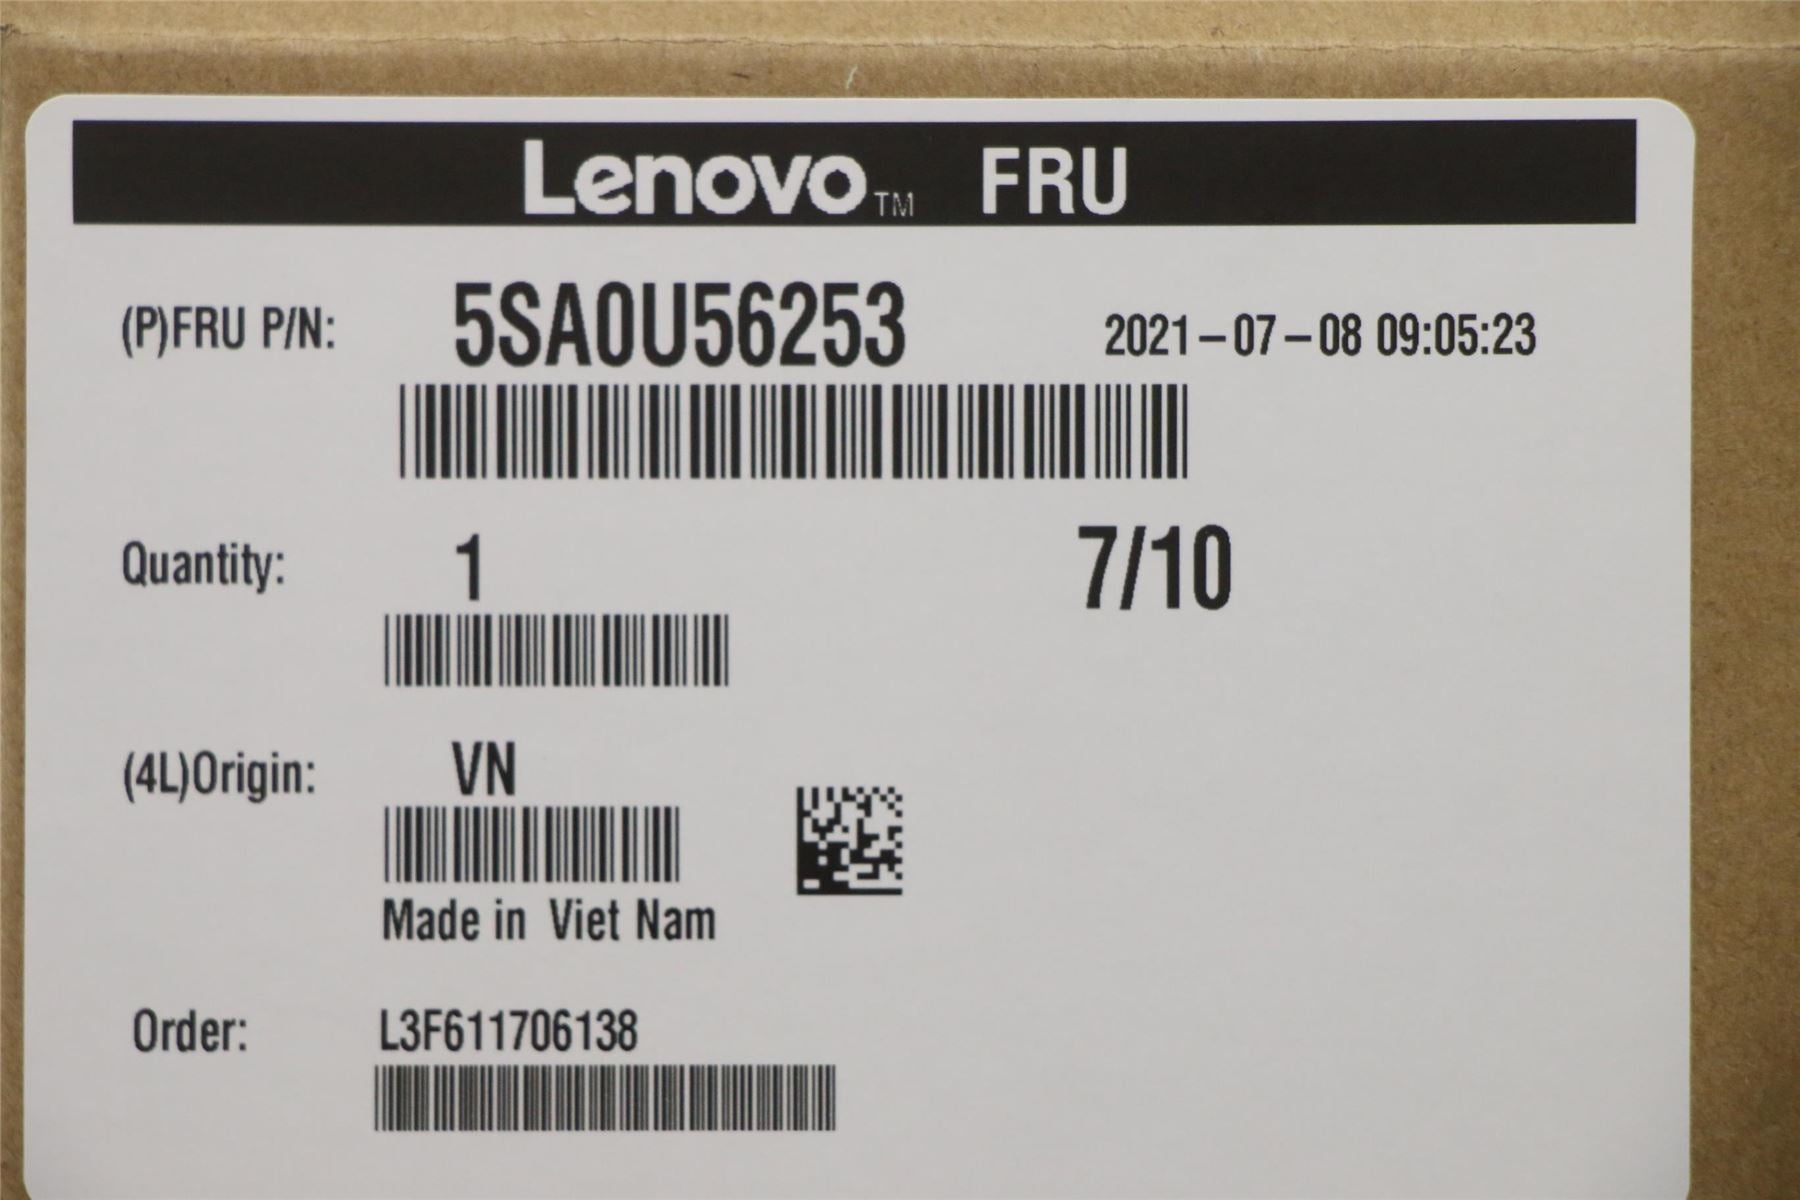 Lenovo™ FRU
(P)FRU P/N: 5SA0U56253 2021-07-08 09:05:23
Quantity: 1 7/10
(4L)Origin: VN
Made in Viet Nam
Order: L3F611706138